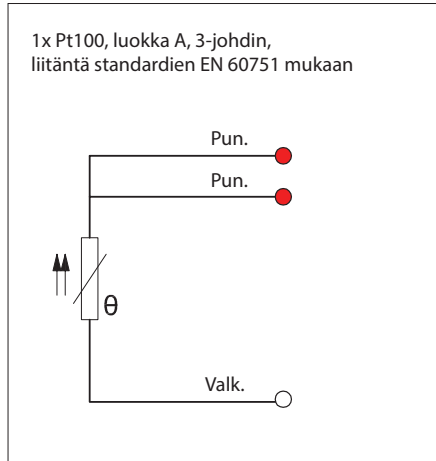 1x Pt100, luokka A, 3-johdin,
liitäntä standardien EN 60751 mukaan
Pun.
Pun.
θ
Valk.